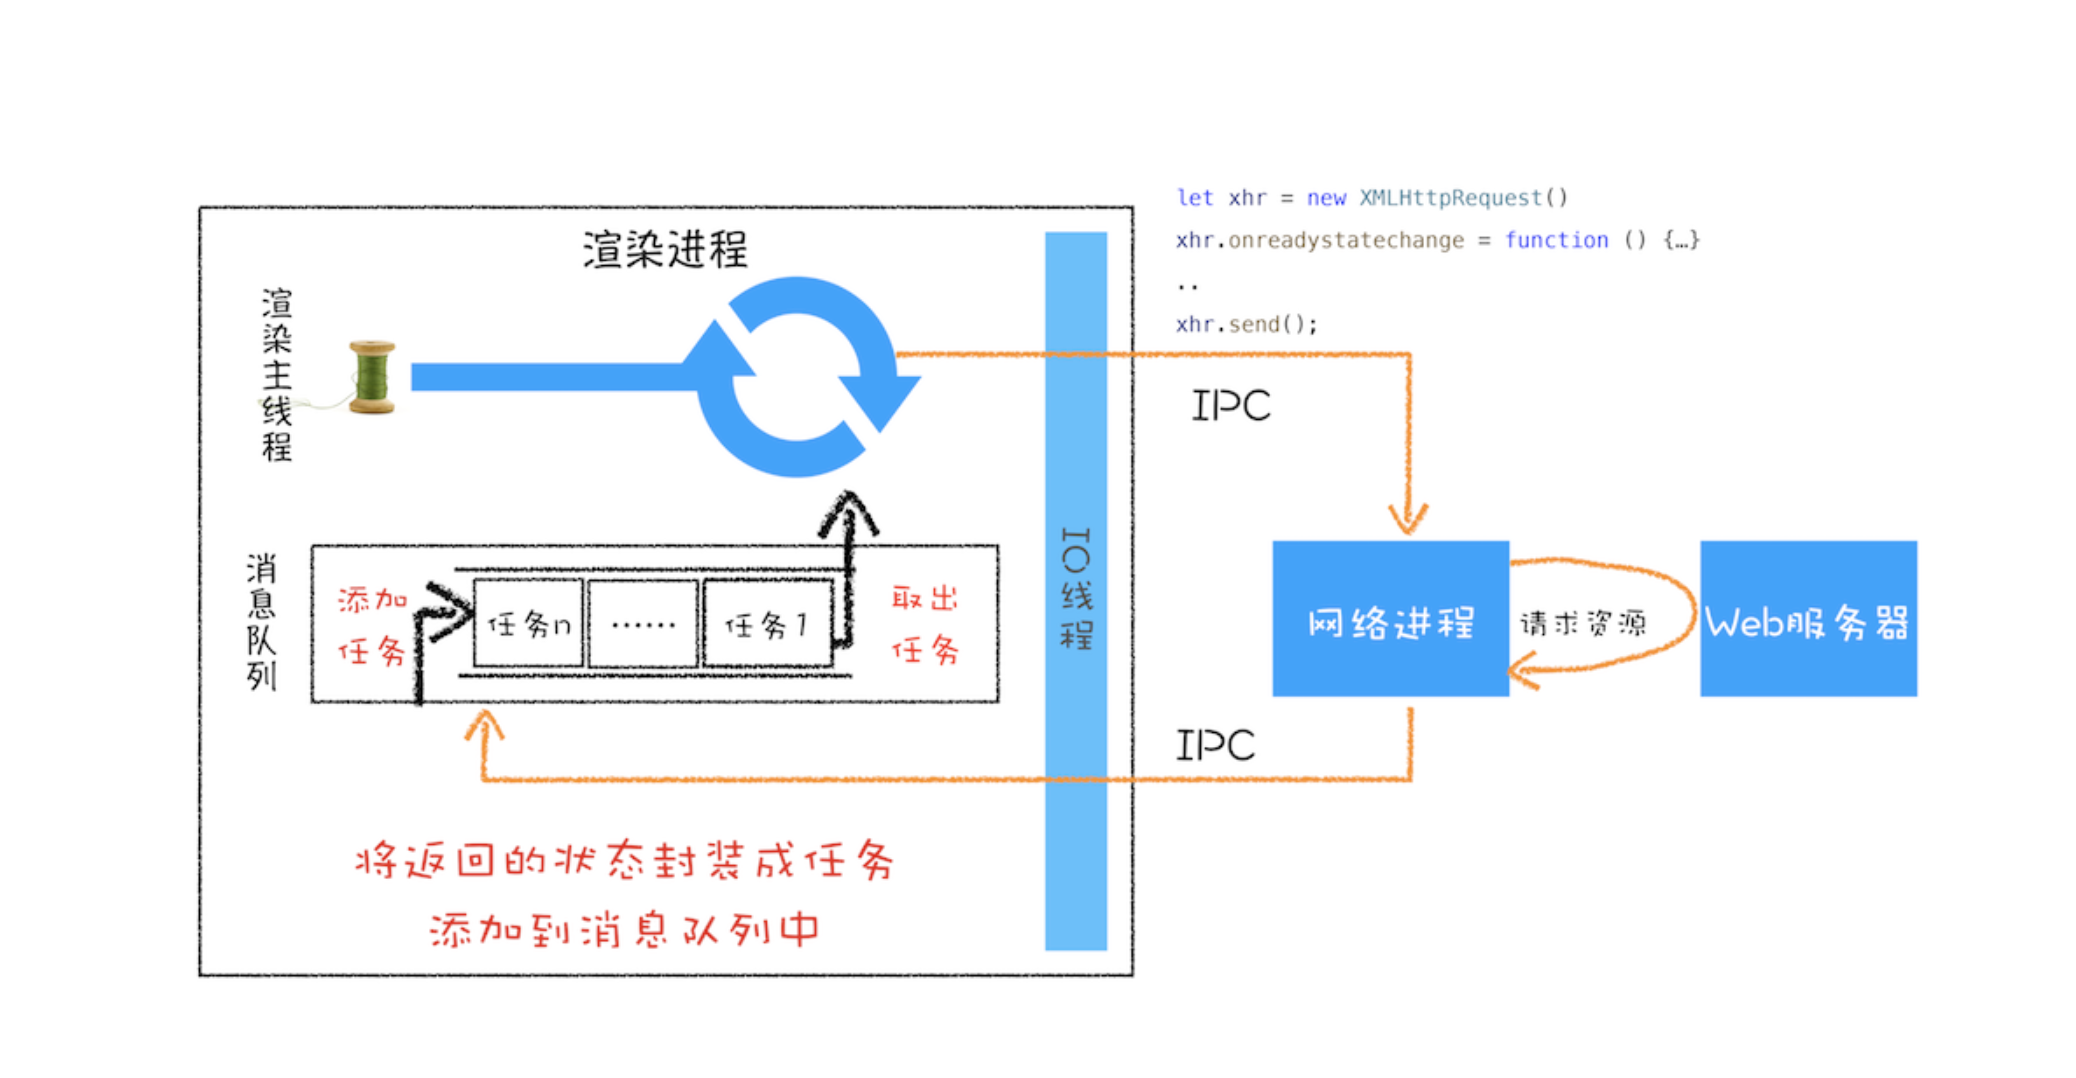 let xhr = new XMLHttpRequest()
xhr.onreadystatechange = function () {…}
..
xhr.send();
渲染进程
渲染主线程
IPC
消息队列
添加
任务
任务n
······
任务1
取出
任务
IO线程
网络进程
请求资源
Web服务器
IPC
将返回的状态封装成任务
添加到消息队列中